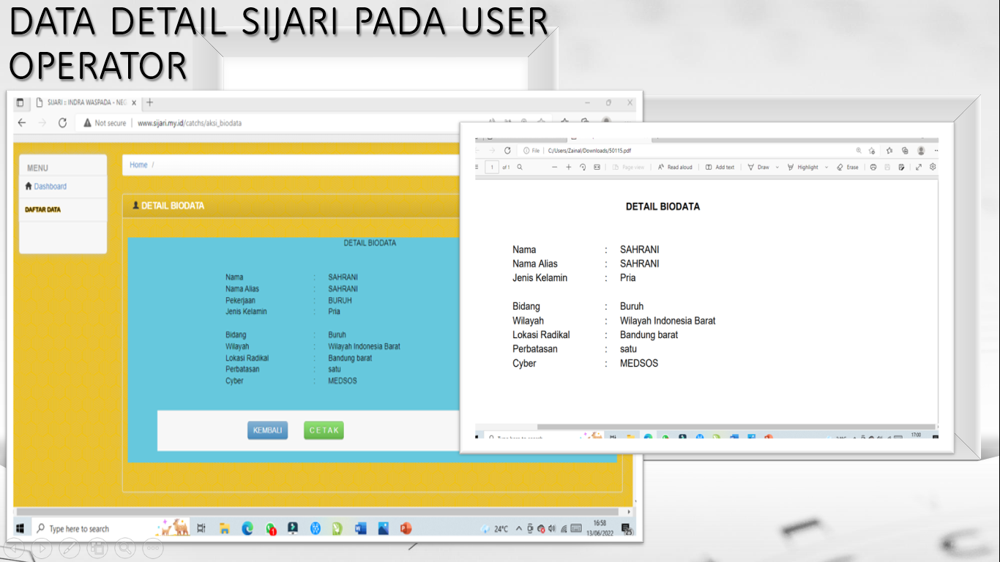 DATA DETAIL SIJARI PADA USER
OPERATOR
SIJARI :: INDRA WASPADA - NEG
Not secure | www.sijari.my.id/catchs/aksi_biodata
MENU
Dashboard
DAFTAR DATA
Home /
DETAIL BIODATA
DETAIL BIODATA
Nama : SAHRANI
Nama Alias : SAHRANI
Pekerjaan : BURUH
Jenis Kelamin : Pria
Bidang : Buruh
Wilayah : Wilayah Indonesia Barat
Lokasi Radikal : Bandung barat
Perbatasan : satu
Cyber : MEDSOS
KEMBALI
CETAK
Type here to search
24°C
16:58
13/06/2022
25
File | C:/Users/Zainal/Downloads/50115.pdf
1 of 1
Page view
Read aloud
Add text
Draw
Highlight
Erase
DETAIL BIODATA
Nama : SAHRANI
Nama Alias : SAHRANI
Jenis Kelamin : Pria
Bidang : Buruh
Wilayah : Wilayah Indonesia Barat
Lokasi Radikal : Bandung barat
Perbatasan : satu
Cyber : MEDSOS
17:00